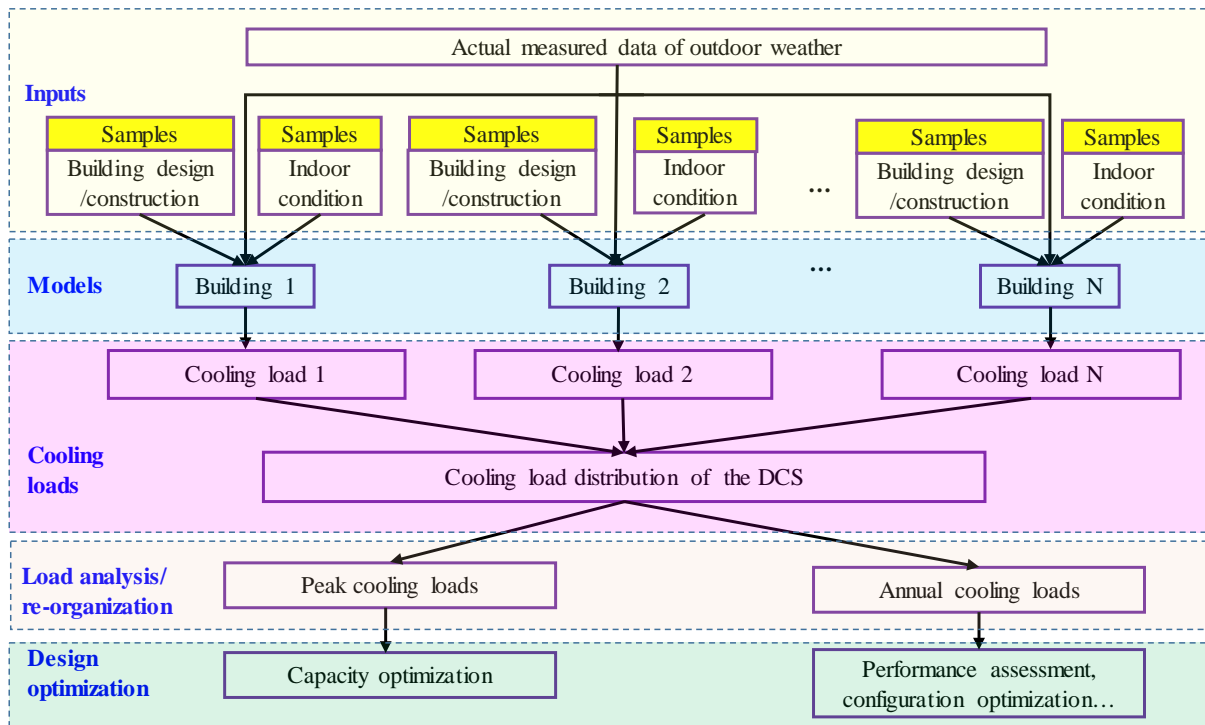 Actual measured data of outdoor weather
Inputs
Samples
Building design
/construction
Samples
Indoor
condition
Samples
Building design
/construction
Samples
Indoor
condition
...
Samples
Building design
/construction
Samples
Indoor
condition
Models
Building 1
Building 2
...
Building N
Cooling load 1
Cooling load 2
Cooling load N
Cooling
loads
Cooling load distribution of the DCS
Load analysis/
re-organization
Peak cooling loads
Annual cooling loads
Design
optimization
Capacity optimization
Performance assessment,
configuration optimization…